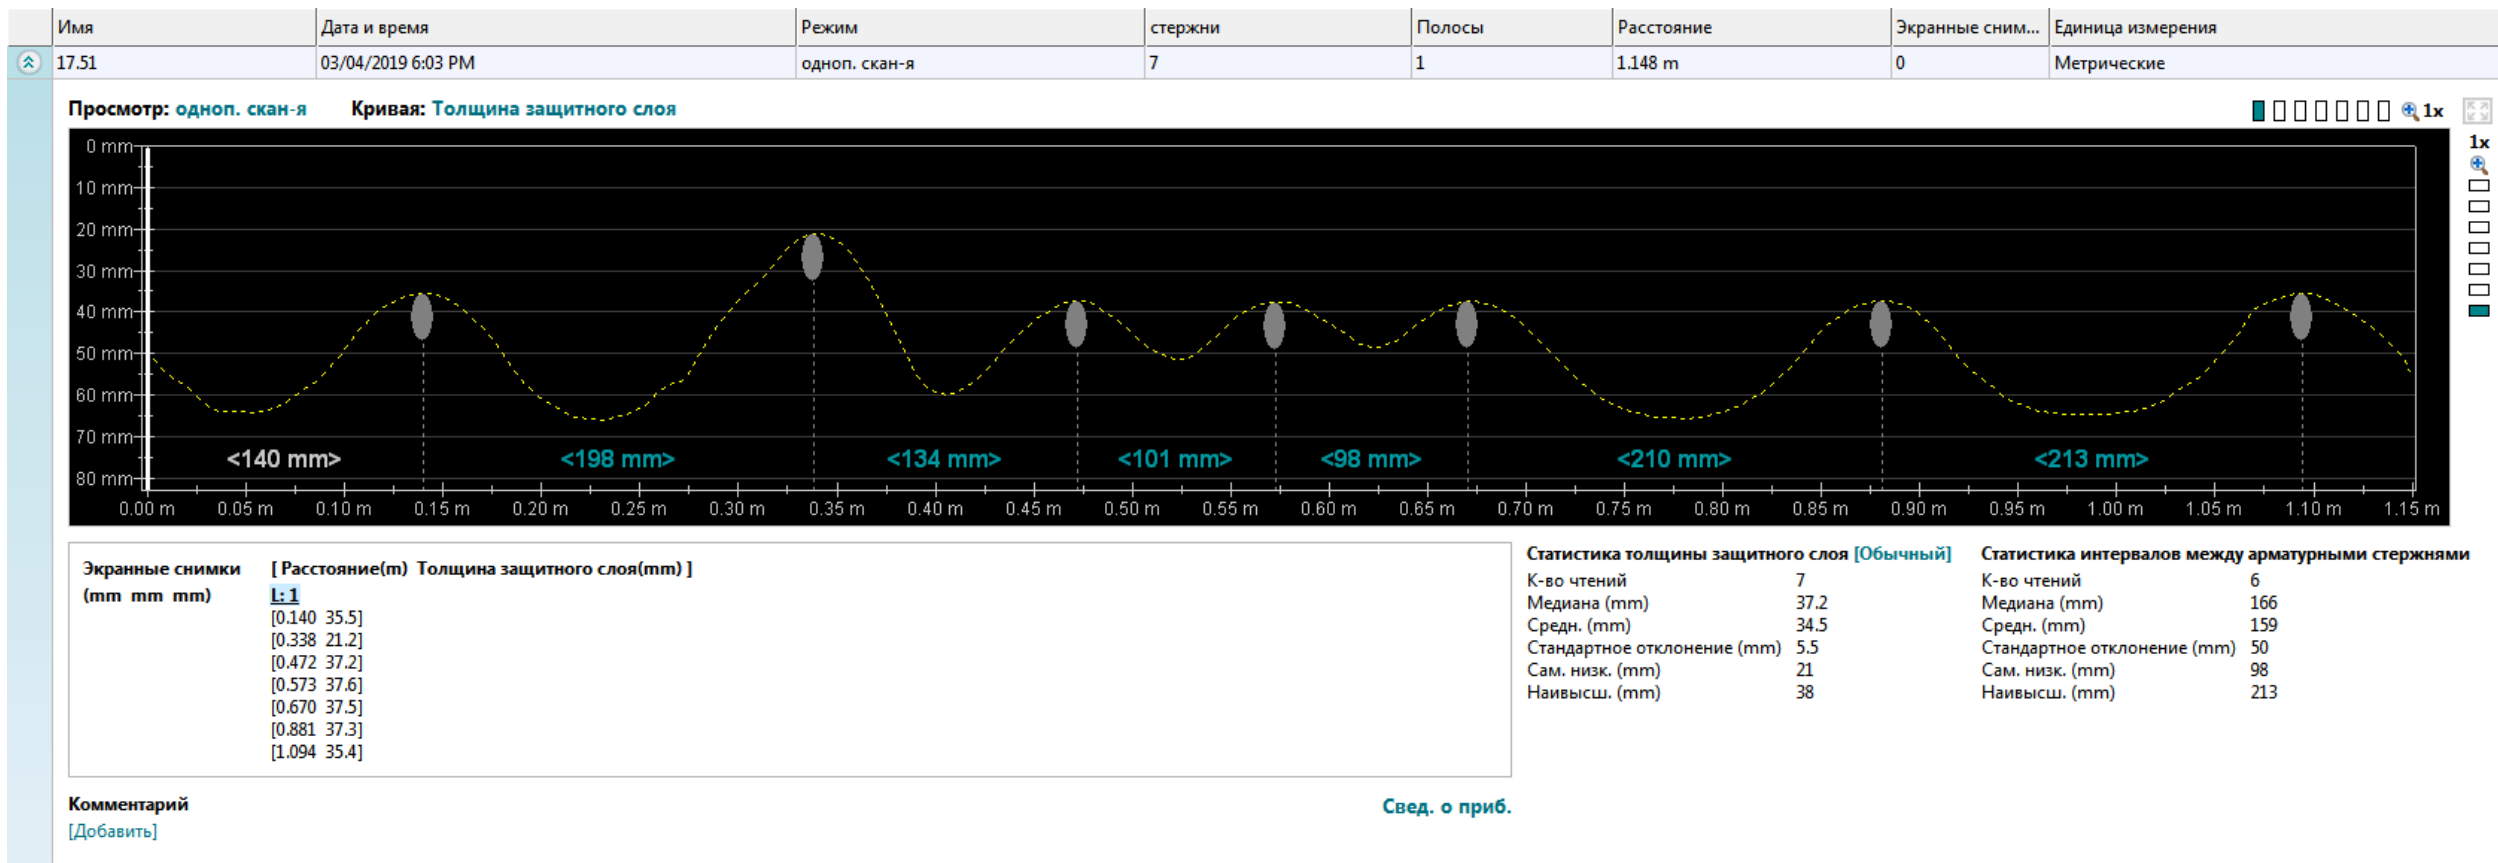 Имя Дата и время Режим стержни Полосы Расстояние Экранные сним... Единица измерения
17.51 03/04/2019 6:03 PM одноп. скан-я 7 1 1.148 m 0 Метрические
Просмотр: одноп. скан-я Кривая: Толщина защитного слоя 1x
1x
0 mm
10 mm
20 mm
30 mm
40 mm
50 mm
60 mm
70 mm
<140 mm> <198 mm> <134 mm> <101 mm> <98 mm> <210 mm> <213 mm>
80 mm
0.00 m 0.05 m 0.10 m 0.15 m 0.20 m 0.25 m 0.30 m 0.35 m 0.40 m 0.45 m 0.50 m 0.55 m 0.60 m 0.65 m 0.70 m 0.75 m 0.80 m 0.85 m 0.90 m 0.95 m 1.00 m 1.05 m 1.10 m 1.15 m
Экранные снимки [ Расстояние(m) Толщина защитного слоя(mm) ]
(mm mm mm) L: 1
[0.140 35.5]
[0.338 21.2]
[0.472 37.2]
[0.573 37.6]
[0.670 37.5]
[0.881 37.3]
[1.094 35.4]
Статистика толщины защитного слоя [Обычный]
К-во чтений 7
Медиана (mm) 37.2
Средн. (mm) 34.5
Стандартное отклонение (mm) 5.5
Сам. низк. (mm) 21
Наивысш. (mm) 38
Статистика интервалов между арматурными стержнями
К-во чтений 6
Медиана (mm) 166
Средн. (mm) 159
Стандартное отклонение (mm) 50
Сам. низк. (mm) 98
Наивысш. (mm) 213
Комментарий Свед. о приб.
[Добавить]